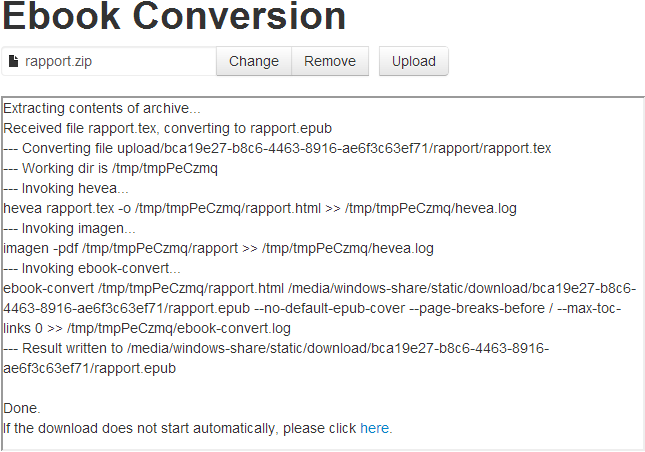 Ebook Conversion
rapport.zip Change Remove Upload
Extracting contents of archive...
Received file rapport.tex, converting to rapport.epub
--- Converting file upload/bca19e27-b8c6-4463-8916-ae6f3c63ef71/rapport/rapport.tex
--- Working dir is /tmp/tmpPeCzmq
--- Invoking hevea...
hevea rapport.tex -o /tmp/tmpPeCzmq/rapport.html >> /tmp/tmpPeCzmq/hevea.log
--- Invoking imagen...
imagen -pdf /tmp/tmpPeCzmq/rapport >> /tmp/tmpPeCzmq/hevea.log
--- Invoking ebook-convert...
ebook-convert /tmp/tmpPeCzmq/rapport.html /media/windows-share/static/download/bca19e27-b8c6-
4463-8916-ae6f3c63ef71/rapport.epub --no-default-epub-cover --page-breaks-before / --max-toc-
links 0 >> /tmp/tmpPeCzmq/ebook-convert.log
--- Result written to /media/windows-share/static/download/bca19e27-b8c6-4463-8916-
ae6f3c63ef71/rapport.epub
Done.
If the download does not start automatically, please click here.